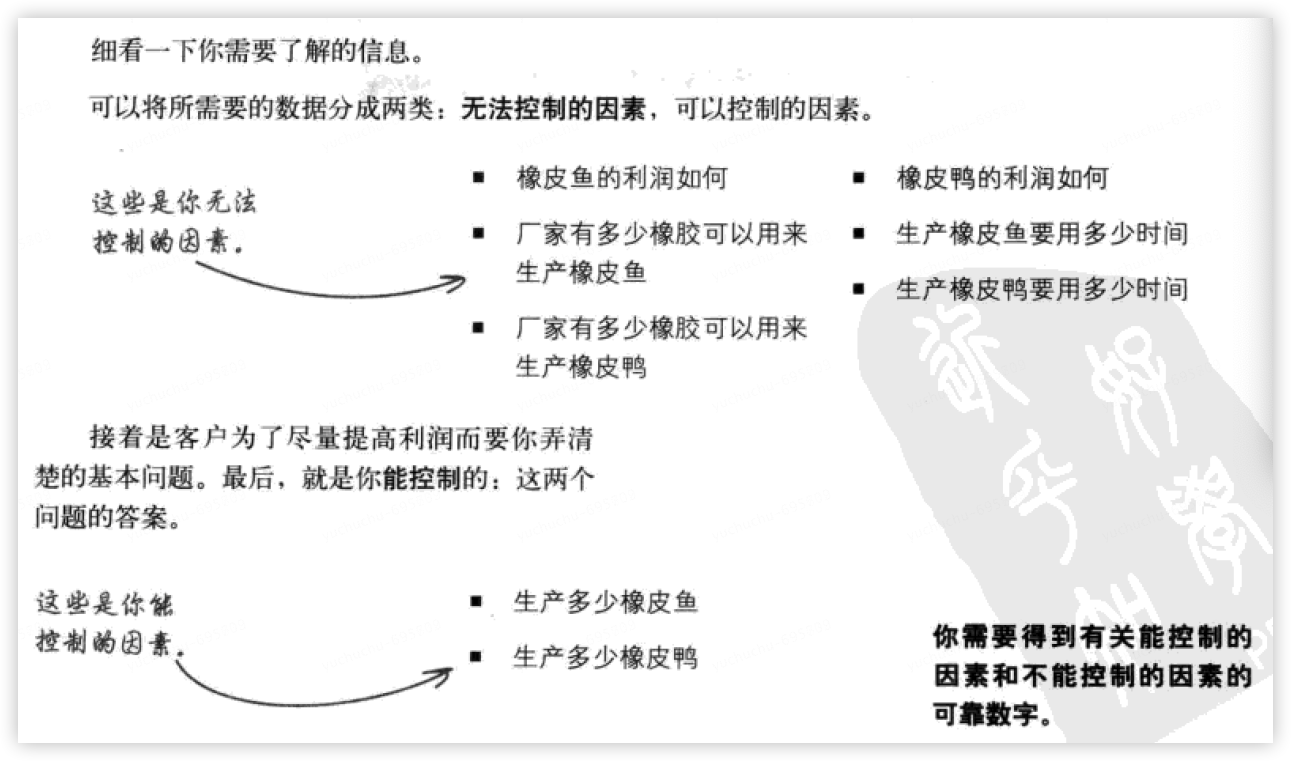 细看一下你需要了解的信息。
可以将所需要的数据分成两类：无法控制的因素，可以控制的因素。
这些是你无法
控制的因素。
■ 橡皮鱼的利润如何
■ 厂家有多少橡胶可以用来
生产橡皮鱼
■ 厂家有多少橡胶可以用来
生产橡皮鸭
■ 橡皮鸭的利润如何
■ 生产橡皮鱼要用多少时间
■ 生产橡皮鸭要用多少时间
接着是客户为了尽量提高利润而要你弄清
楚的基本问题。最后，就是你能控制的：这两个
问题的答案。
这些是你能
控制的因素。
■ 生产多少橡皮鱼
■ 生产多少橡皮鸭
你需要得到有关能控制的
因素和不能控制的因素的
可靠数字。